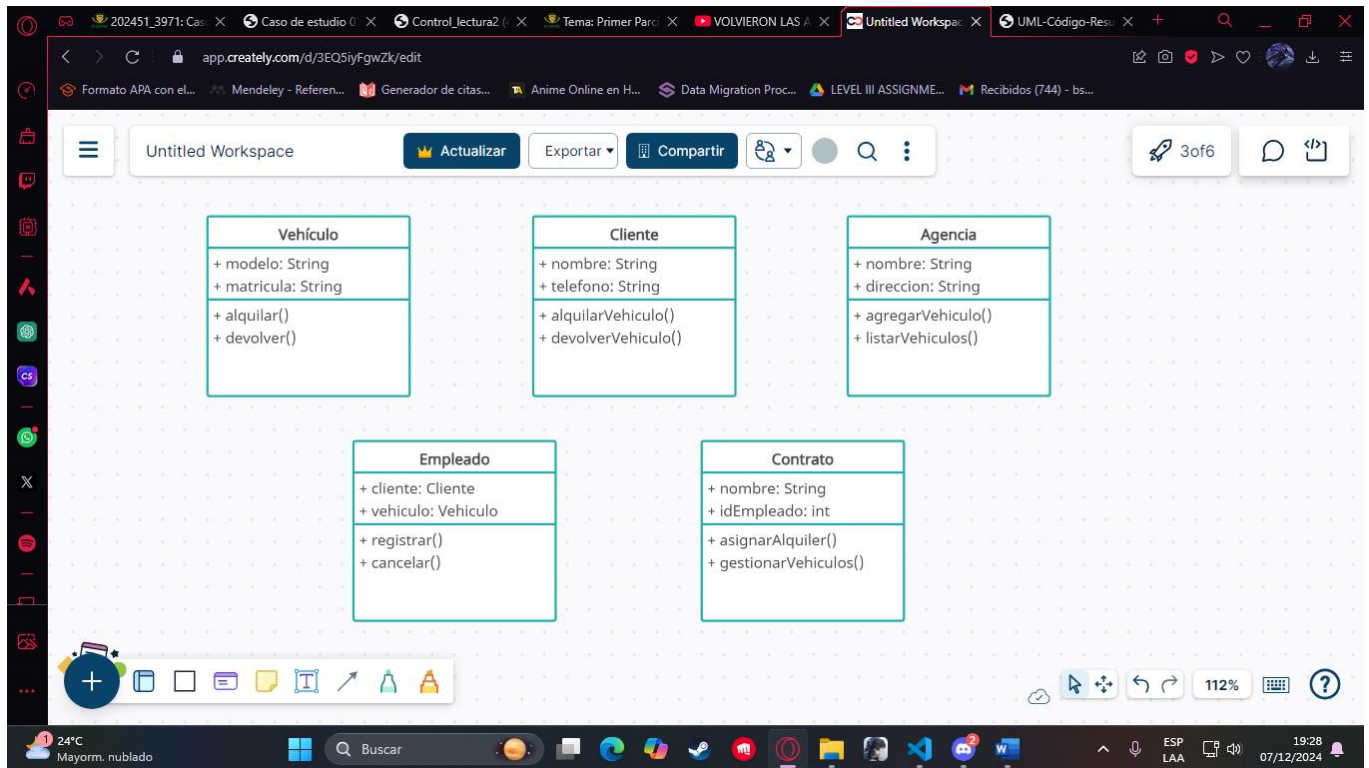 202451_3971: Cas
Caso de estudio 0
Control_lectura2 (
Tema: Primer Parci
VOLVIERON LAS A
Untitled Workspac
UML-Código-Resu
app.creately.com/d/3EQ5iyFgwZk/edit
Formato APA con el...
Mendeley - Referen...
Generador de citas...
Anime Online en H...
Data Migration Proc...
LEVEL III ASSIGNME...
Recibidos (744) - bs...
Untitled Workspace
Actualizar
Exportar
Compartir
3of6
Vehículo
+ modelo: String
+ matricula: String
+ alquilar()
+ devolver()
Cliente
+ nombre: String
+ telefono: String
+ alquilarVehiculo()
+ devolverVehiculo()
Agencia
+ nombre: String
+ direccion: String
+ agregarVehiculo()
+ listarVehiculos()
Empleado
+ cliente: Cliente
+ vehiculo: Vehiculo
+ registrar()
+ cancelar()
Contrato
+ nombre: String
+ idEmpleado: int
+ asignarAlquiler()
+ gestionarVehiculos()
112%
1
24°C
Mayorm. nublado
Buscar
2
ESP
LAA
19:28
07/12/2024